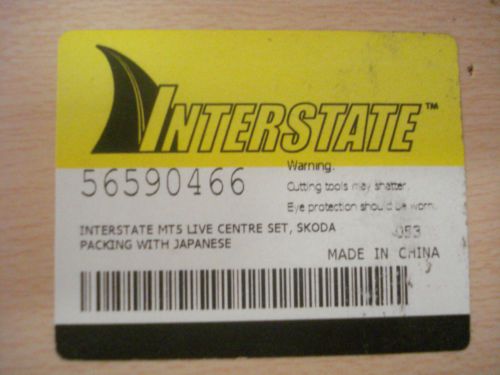 INTERSTATE™
56590466
Warning.
Cutting tools may shatter.
Eye protection should be worn.
INTERSTATE MT5 LIVE CENTRE SET, SKODA
PACKING WITH JAPANESE
053
MADE IN CHINA